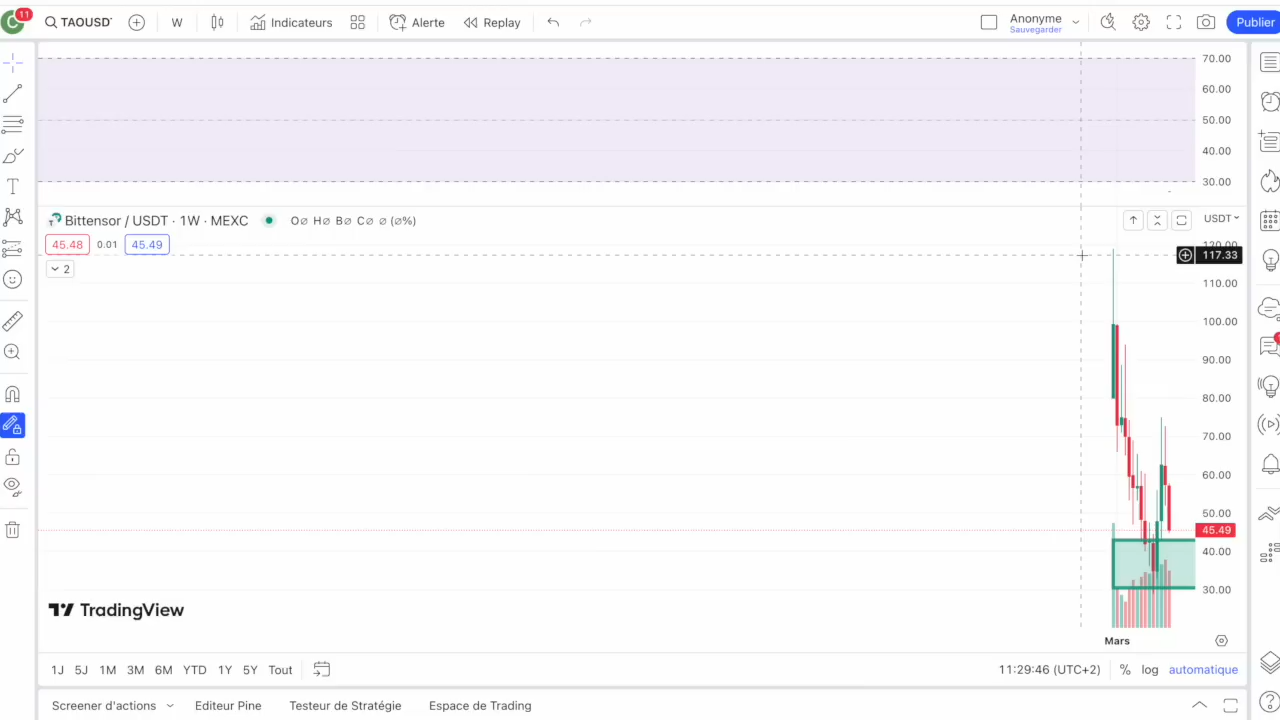 C 11 TAOUSDT W Indicateurs Alerte Replay Anonyme Publier
Sauvegarder
70.00
60.00
50.00
40.00
30.00
Bittensor / USDT · 1W · MEXC O∅ H∅ B∅ C∅ ∅ (∅%) USDT
45.48 0.01 45.49
120.00
117.33
2
110.00
100.00
90.00
80.00
70.00
60.00
50.00
45.49
40.00
30.00
TradingView
Mars
1J 5J 1M 3M 6M YTD 1Y 5Y Tout 11:29:46 (UTC+2) % log automatique
Screener d'actions Editeur Pine Testeur de Stratégie Espace de Trading